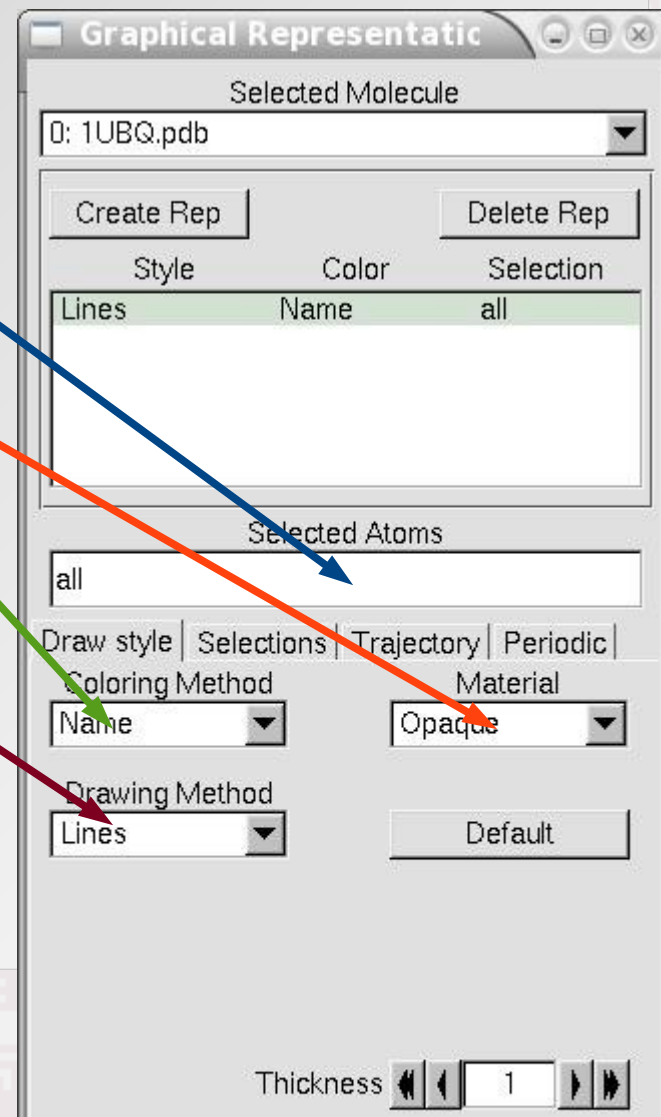 Graphical Representatic
Selected Molecule
0: 1UBQ.pdb
Create Rep Delete Rep
Style Color Selection
Lines Name all
Selected Atoms
all
Draw style Selections Trajectory Periodic
Coloring Method Material
Name Opaque
Drawing Method
Lines Default
Thickness 1